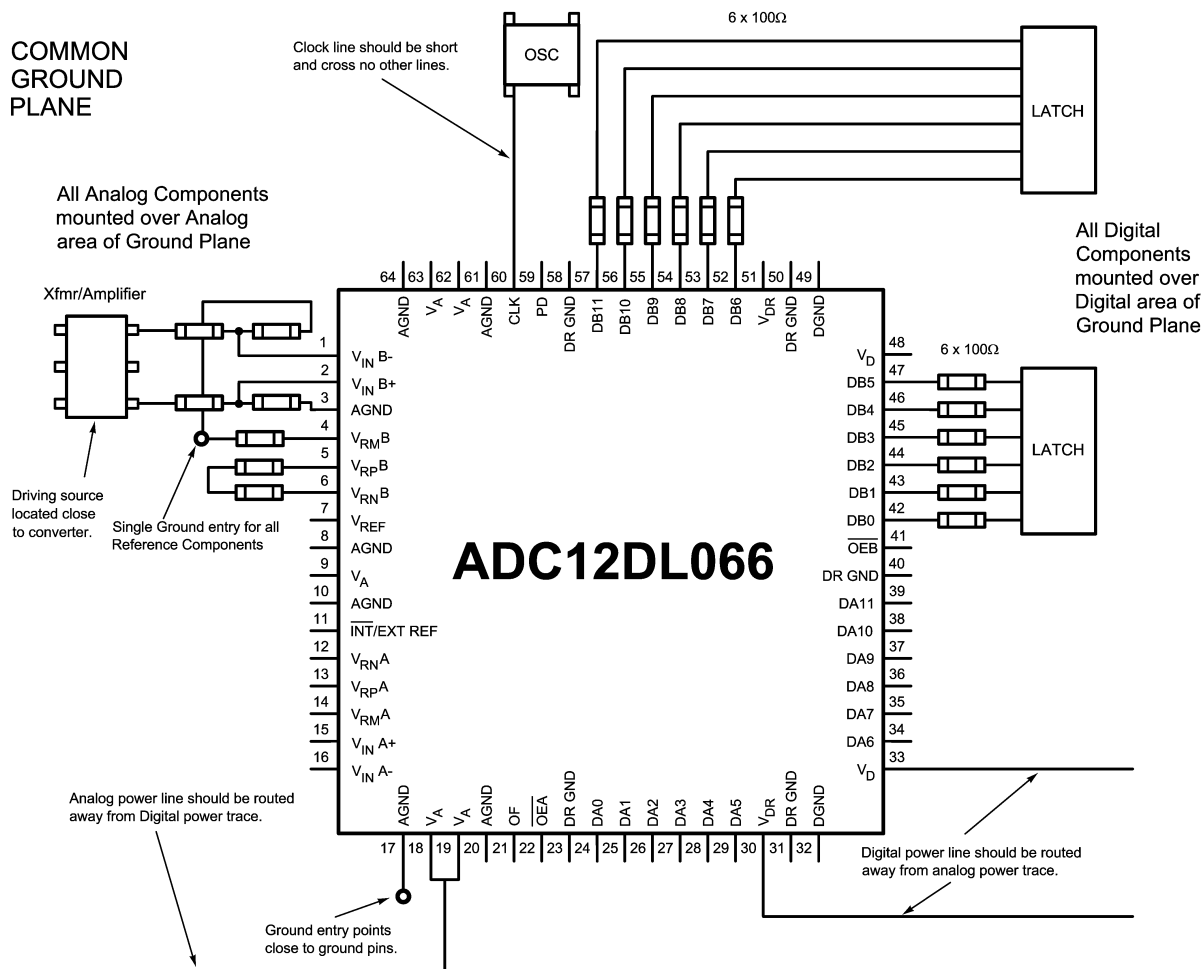 COMMON
GROUND
PLANE
Clock line should be short
and cross no other lines.
OSC
6 x 100Ω
LATCH
All Analog Components
mounted over Analog
area of Ground Plane
All Digital
Components
mounted over
Digital area of
Ground Plane
Xfmr/Amplifier
64 63 62 61 60 59 58 57 56 55 54 53 52 51 50 49
AGND VA VA AGND CLK PD DR GND DB11 DB10 DB9 DB8 DB7 DB6 VDR DR GND DGND
1 VIN B-
2 VIN B+
3 AGND
4 VRMB
5 VRPB
6 VRNB
7 VREF
8 AGND
9 VA
10 AGND
11 INT/EXT REF
12 VRNA
13 VRPA
14 VRMA
15 VIN A+
16 VIN A-
Driving source
located close
to converter.
Single Ground entry for all
Reference Components
ADC12DL066
6 x 100Ω
VD 48
DB5 47
DB4 46
DB3 45
DB2 44
DB1 43
DB0 42
OEB 41
DR GND 40
DA11 39
DA10 38
DA9 37
DA8 36
DA7 35
DA6 34
VD 33
LATCH
AGND VA VA AGND OF OEA DR GND DA0 DA1 DA2 DA3 DA4 DA5 VDR DR GND DGND
17 18 19 20 21 22 23 24 25 26 27 28 29 30 31 32
Analog power line should be routed
away from Digital power trace.
Ground entry points
close to ground pins.
Digital power line should be routed
away from analog power trace.